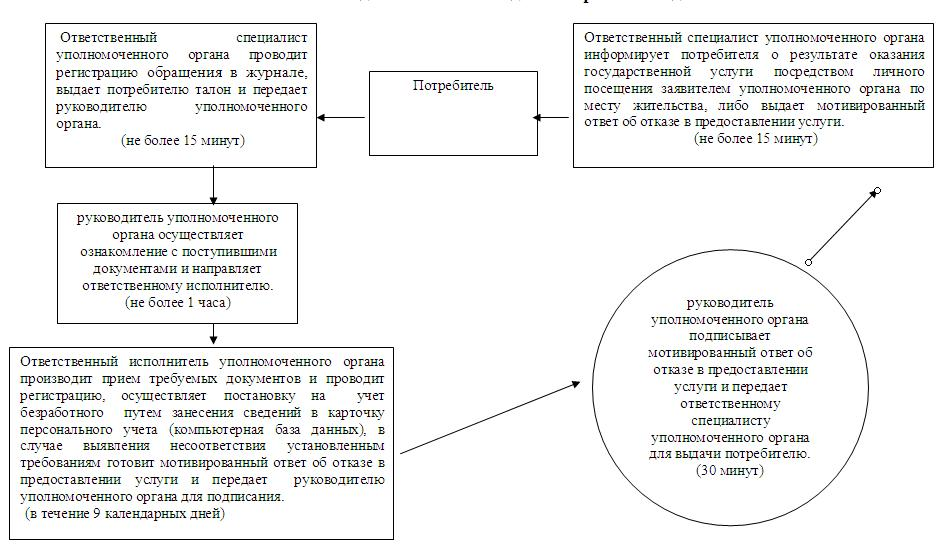 Ответственный специалист
уполномоченного органа проводит
регистрацию обращения в журнале,
выдает потребителю талон и передает
руководителю уполномоченного
органа.
(не более 15 минут)
Потребитель
Ответственный специалист уполномоченного органа
информирует потребителя о результате оказания
государственной услуги посредством личного
посещения заявителем уполномоченного органа по
месту жительства, либо выдает мотивированный
ответ об отказе в предоставлении услуги.
(не более 15 минут)
руководитель уполномоченного
органа осуществляет
ознакомление с поступившими
документами и направляет
ответственному исполнителю.
(не более 1 часа)
Ответственный исполнитель уполномоченного органа
производит прием требуемых документов и проводит
регистрацию, осуществляет постановку на учет
безработного путем занесения сведений в карточку
персонального учета (компьютерная база данных), в
случае выявления несоответствия установленным
требованиям готовит мотивированный ответ об отказе в
предоставлении услуги и передает руководителю
уполномоченного органа для подписания.
(в течение 9 календарных дней)
руководитель
уполномоченного органа
подписывает
мотивированный ответ об
отказе в предоставлении
услуги и передает
ответственному
специалисту
уполномоченного органа
для выдачи потребителю.
(30 минут)